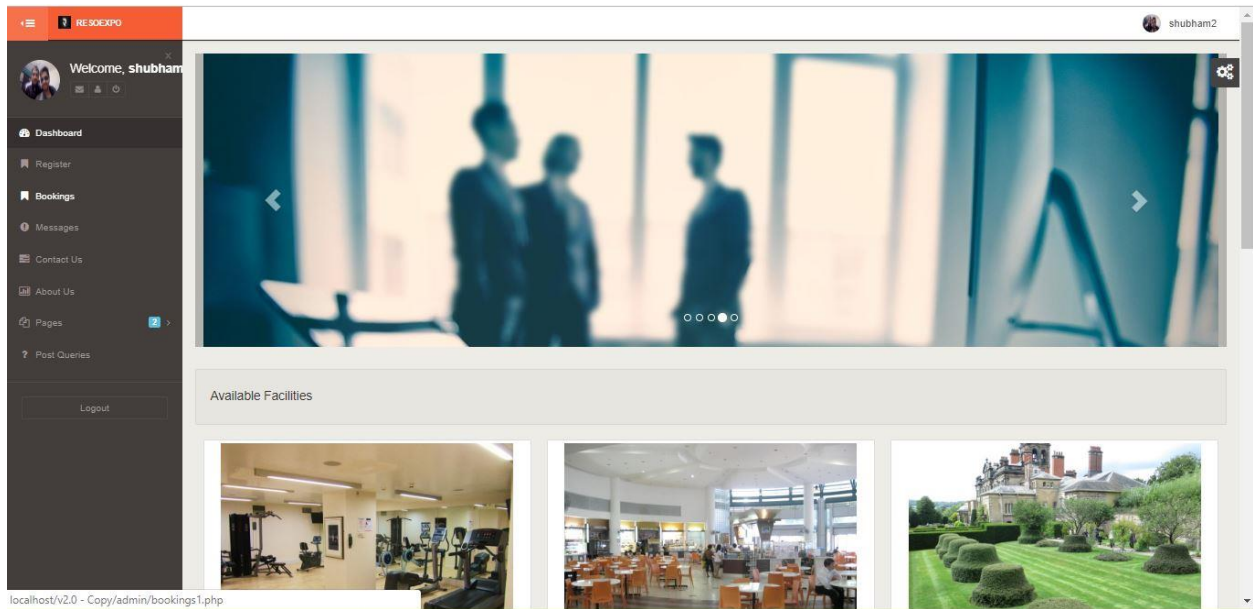 RESOEXPO
shubham2
Welcome, shubham
Dashboard
Register
Bookings
Messages
Contact Us
About Us
Pages 2
Post Queries
Logout
Available Facilities
localhost/v2.0 - Copy/admin/bookings1.php